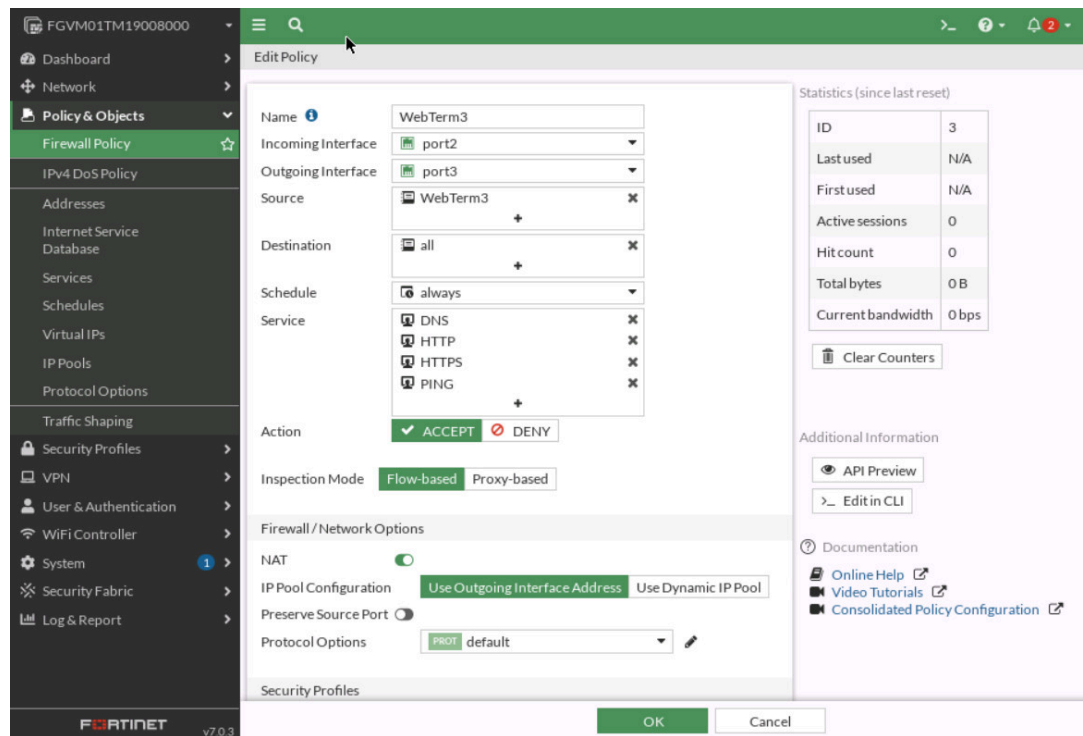 FGVM01TM19008000
>_
2
Dashboard
Network
Policy & Objects
Firewall Policy
IPv4 DoS Policy
Addresses
Internet Service
Database
Services
Schedules
Virtual IPs
IP Pools
Protocol Options
Traffic Shaping
Security Profiles
VPN
User & Authentication
WiFi Controller
System 1
Security Fabric
Log & Report
FORTINET v7.0.3
Edit Policy
Name WebTerm3
Incoming Interface port2
Outgoing Interface port3
Source WebTerm3
+
Destination all
+
Schedule always
Service DNS
HTTP
HTTPS
PING
+
Action ACCEPT DENY
Inspection Mode Flow-based Proxy-based
Firewall / Network Options
NAT
IP Pool Configuration Use Outgoing Interface Address Use Dynamic IP Pool
Preserve Source Port
Protocol Options PROT default
Security Profiles
OK Cancel
Statistics (since last reset)
ID 3
Last used N/A
First used N/A
Active sessions 0
Hit count 0
Total bytes 0 B
Current bandwidth 0 bps
Clear Counters
Additional Information
API Preview
>_ Edit in CLI
Documentation
Online Help
Video Tutorials
Consolidated Policy Configuration